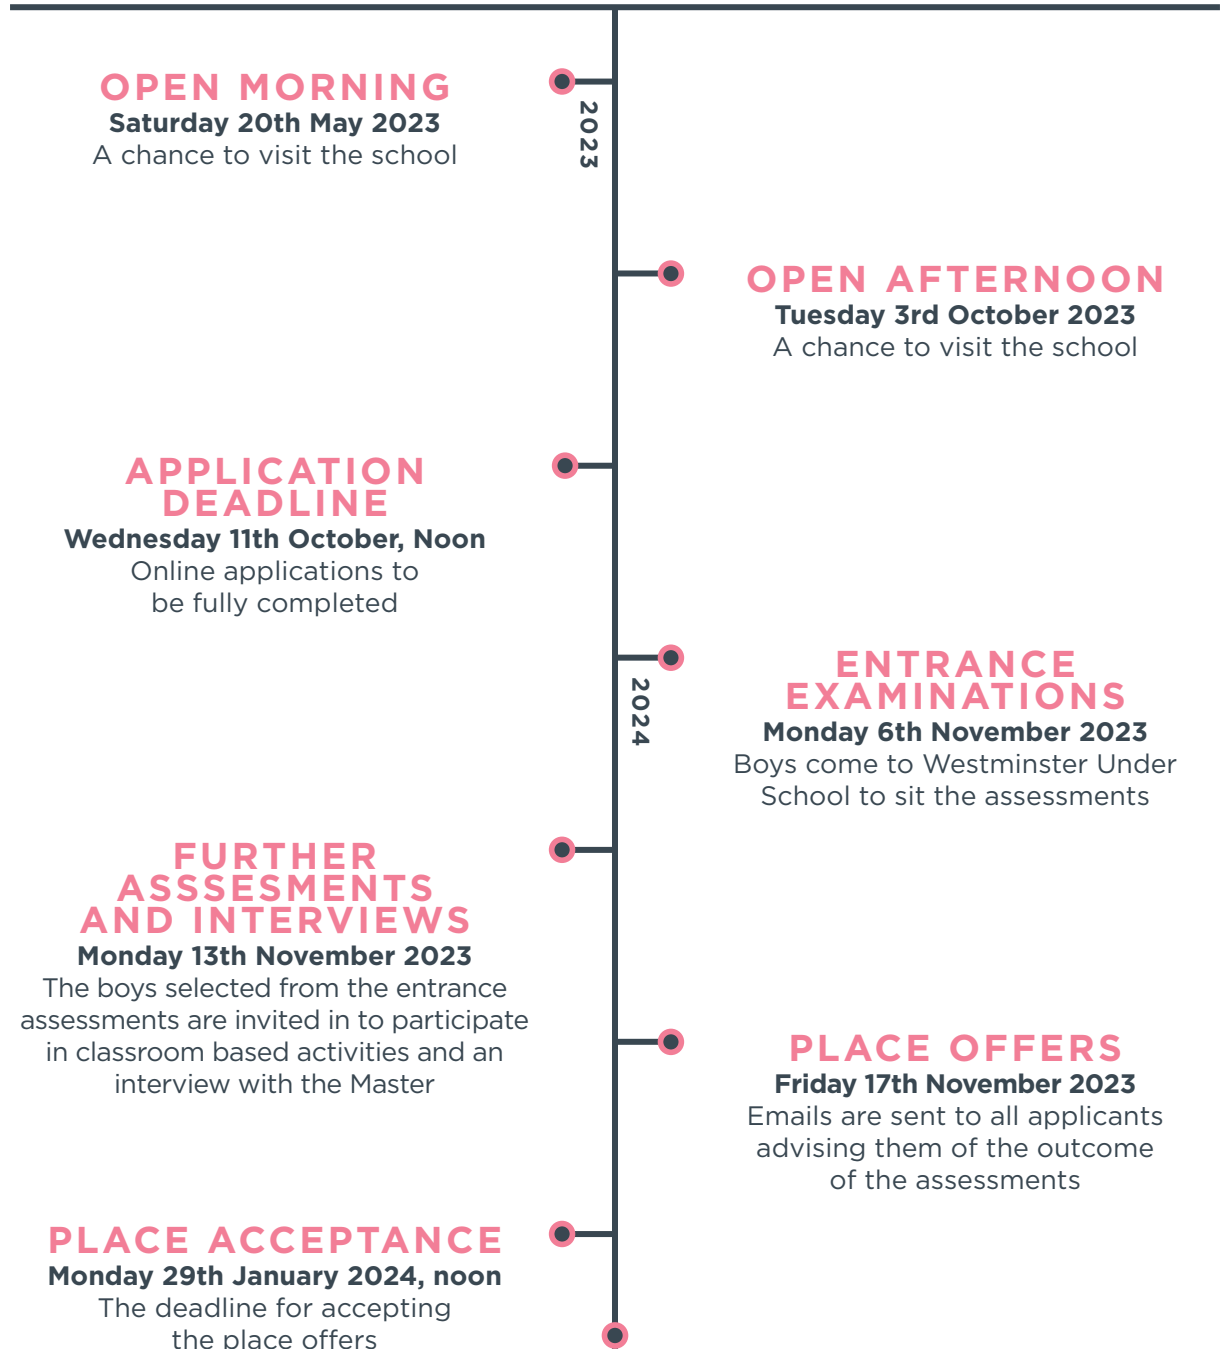 OPEN MORNING
Saturday 20th May 2023
A chance to visit the school
2023
OPEN AFTERNOON
Tuesday 3rd October 2023
A chance to visit the school
APPLICATION
DEADLINE
Wednesday 11th October, Noon
Online applications to
be fully completed
ENTRANCE
EXAMINATIONS
Monday 6th November 2023
Boys come to Westminster Under
School to sit the assessments
2024
FURTHER
ASSSESMENTS
AND INTERVIEWS
Monday 13th November 2023
The boys selected from the entrance
assessments are invited in to participate
in classroom based activities and an
interview with the Master
PLACE OFFERS
Friday 17th November 2023
Emails are sent to all applicants
advising them of the outcome
of the assessments
PLACE ACCEPTANCE
Monday 29th January 2024, noon
The deadline for accepting
the place offers